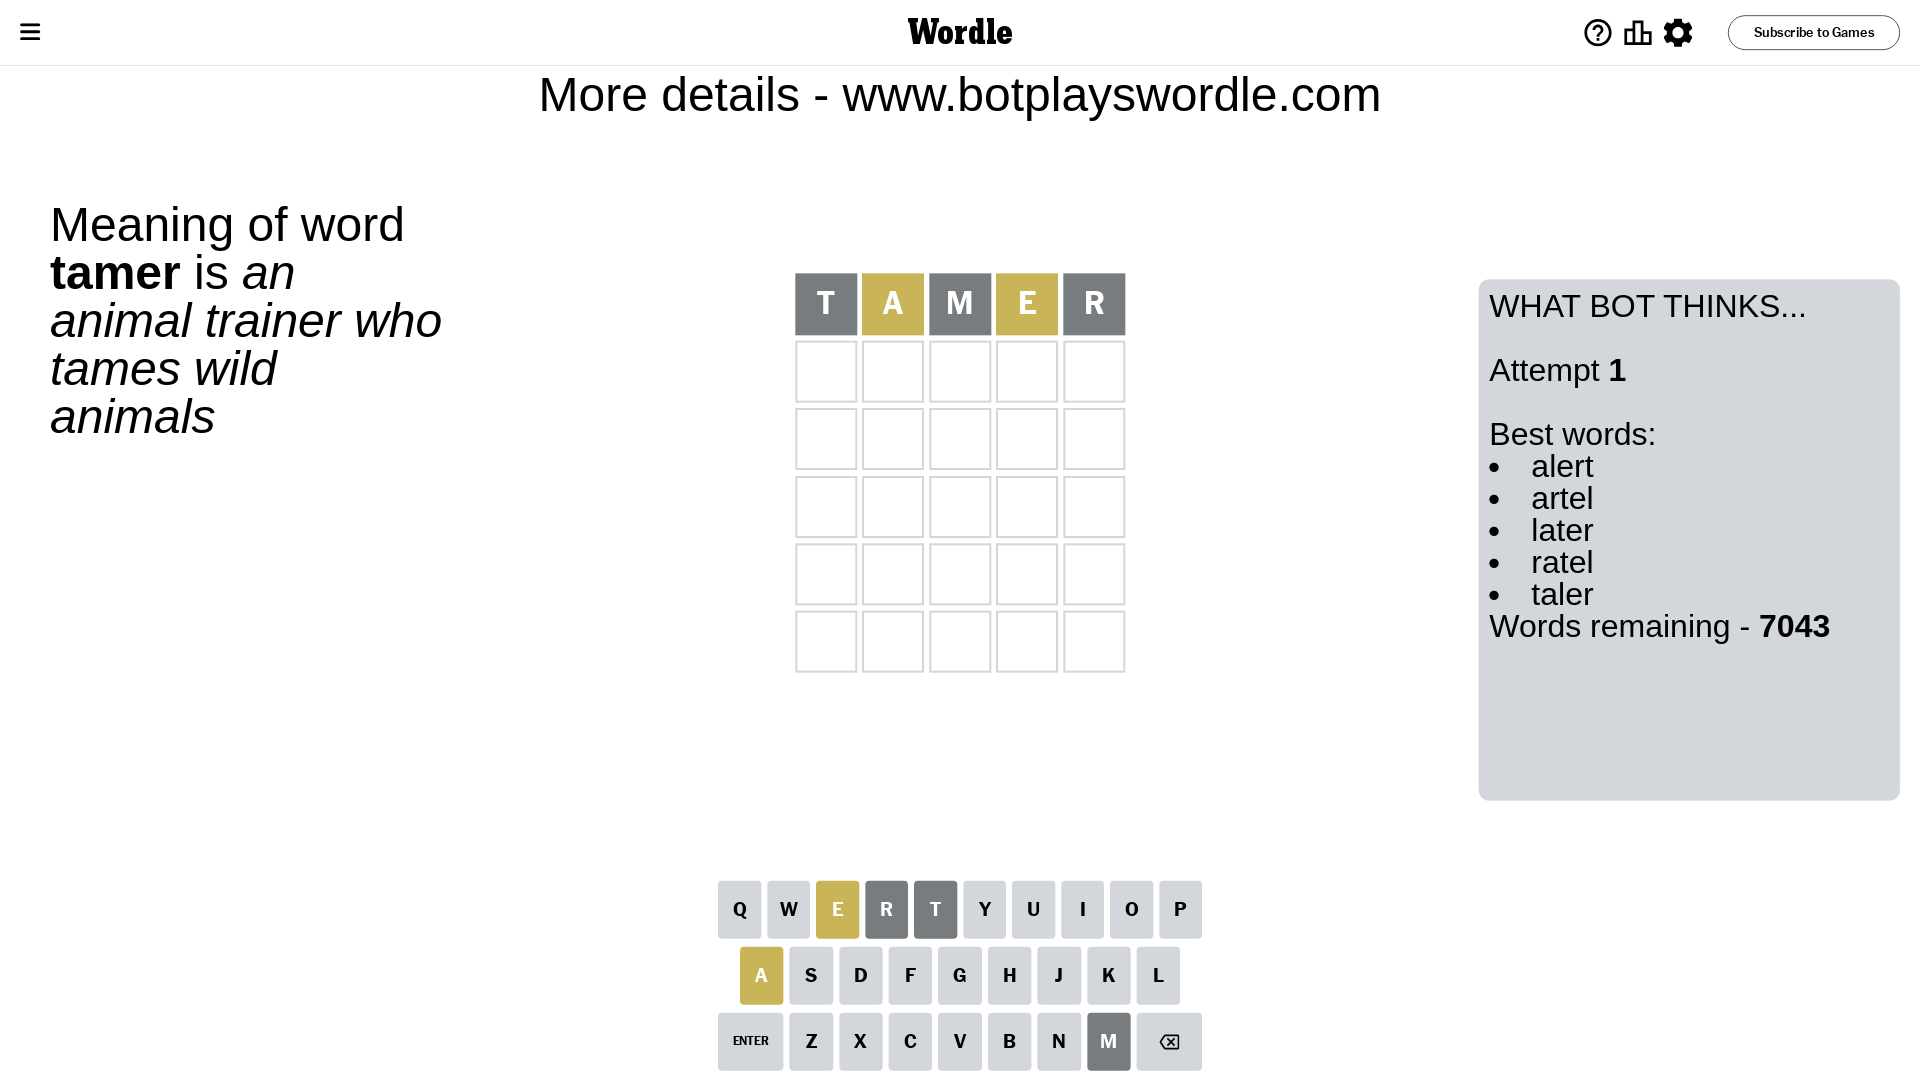 Wordle
Subscribe to Games
More details - www.botplayswordle.com
Meaning of word
tamer is an
animal trainer who
tames wild
animals
T A M E R
WHAT BOT THINKS...
Attempt 1
Best words:
• alert
• artel
• later
• ratel
• taler
Words remaining - 7043
Q W E R T Y U I O P
A S D F G H J K L
ENTER Z X C V B N M